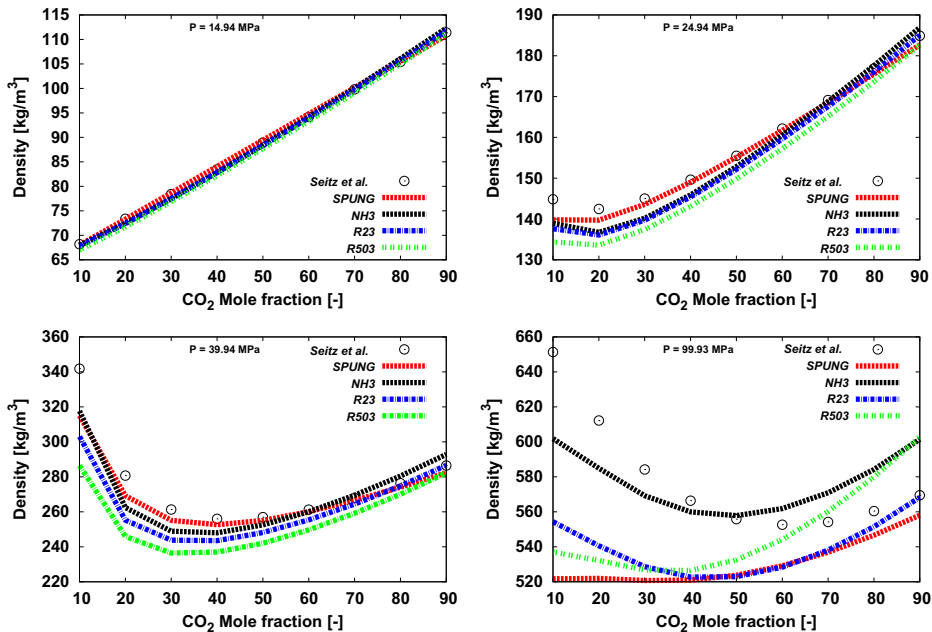 P = 14.94 MPa
Density [kg/m³]
115
110
105
100
95
90
85
80
75
70
65
Seitz et al.
SPUNG
NH3
R23
R503
10 20 30 40 50 60 70 80 90
CO₂ Mole fraction [-]
P = 24.94 MPa
Density [kg/m³]
190
180
170
160
150
140
130
Seitz et al.
SPUNG
NH3
R23
R503
10 20 30 40 50 60 70 80 90
CO₂ Mole fraction [-]
P = 39.94 MPa
Density [kg/m³]
360
340
320
300
280
260
240
220
Seitz et al.
SPUNG
NH3
R23
R503
10 20 30 40 50 60 70 80 90
CO₂ Mole fraction [-]
P = 99.93 MPa
Density [kg/m³]
660
640
620
600
580
560
540
520
Seitz et al.
SPUNG
NH3
R23
R503
10 20 30 40 50 60 70 80 90
CO₂ Mole fraction [-]